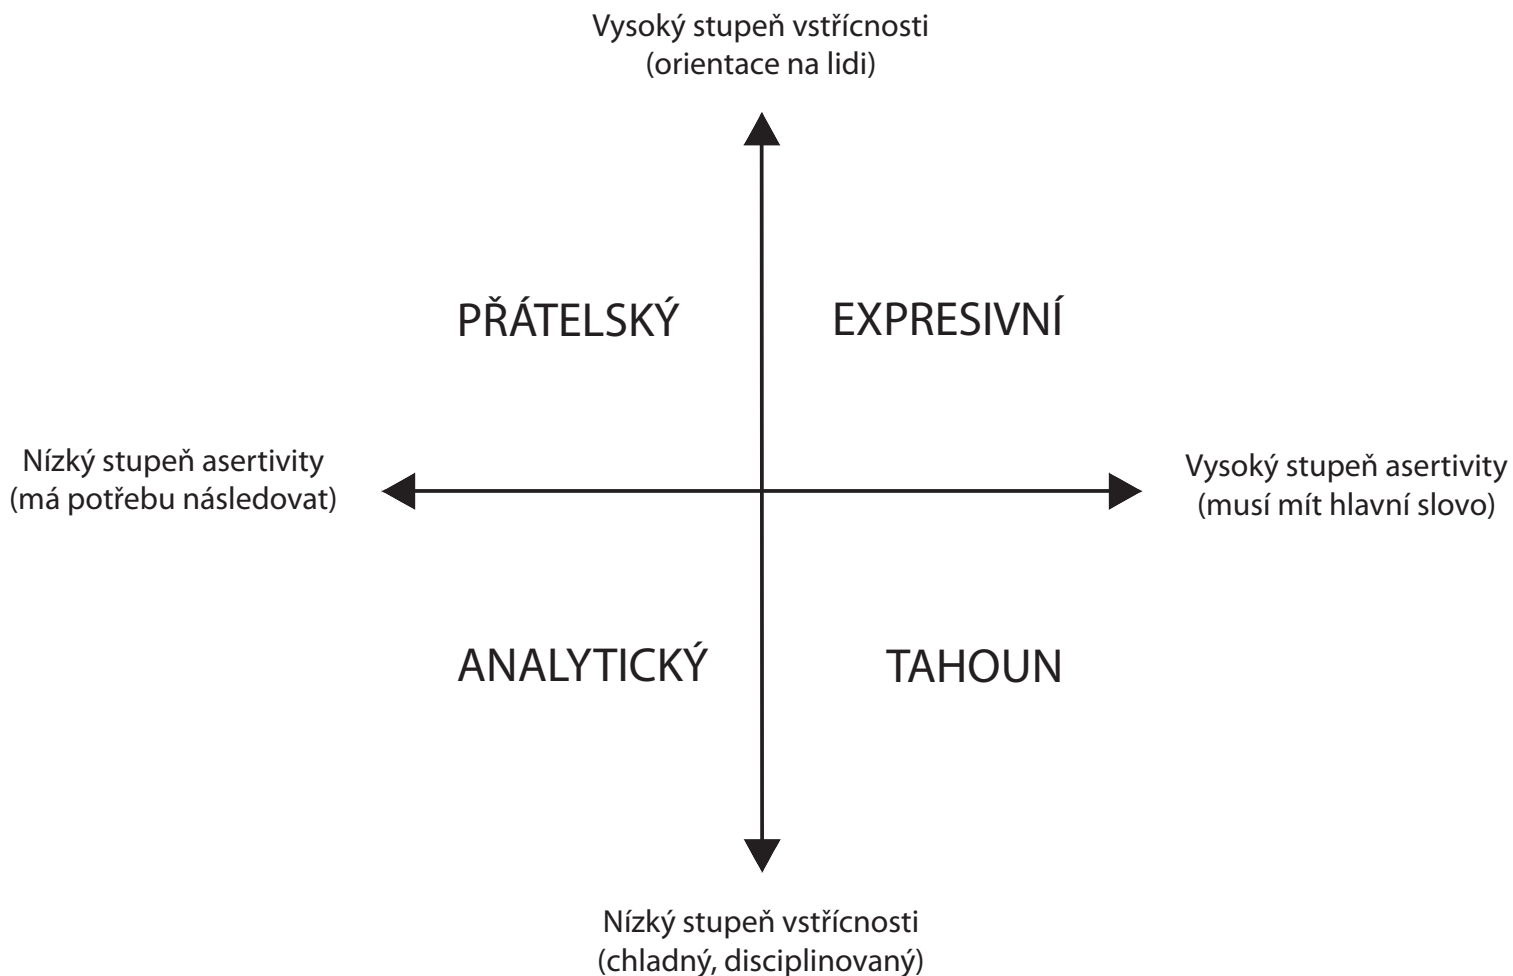 Vysoký stupeň vstřícnosti
(orientace na lidi)
PŘÁTELSKÝ
EXPRESIVNÍ
Nízký stupeň asertivity
(má potřebu následovat)
Vysoký stupeň asertivity
(musí mít hlavní slovo)
ANALYTICKÝ
TAHOUN
Nízký stupeň vstřícnosti
(chladný, disciplinovaný)